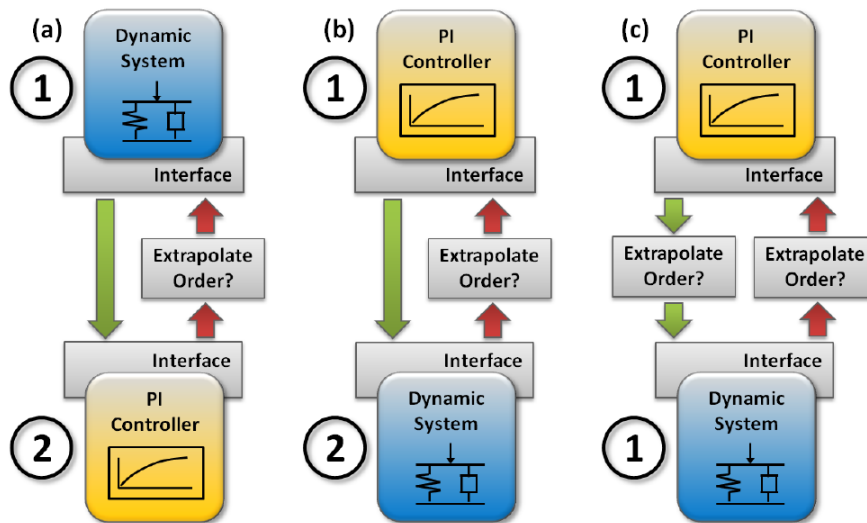 (a)
Dynamic
System
1
Interface
Extrapolate
Order?
Interface
PI
Controller
2
(b)
PI
Controller
1
Interface
Extrapolate
Order?
Interface
Dynamic
System
2
(c)
PI
Controller
1
Interface
Extrapolate
Order?
Extrapolate
Order?
Interface
Dynamic
System
1